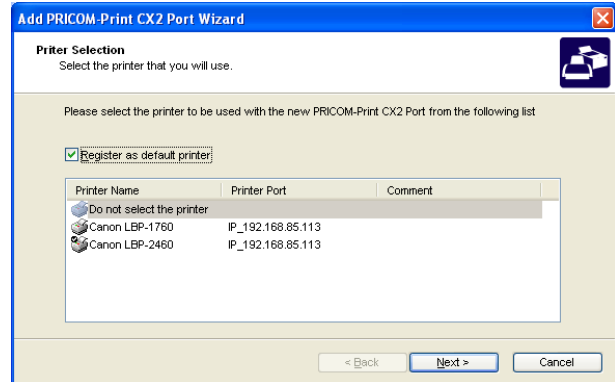 Add PRICOM-Print CX2 Port Wizard
Priter Selection
Select the printer that you will use.
Please select the printer to be used with the new PRICOM-Print CX2 Port from the following list
Register as default printer
Printer Name Printer Port Comment
Do not select the printer
Canon LBP-1760 IP_192.168.85.113
Canon LBP-2460 IP_192.168.85.113
< Back Next > Cancel